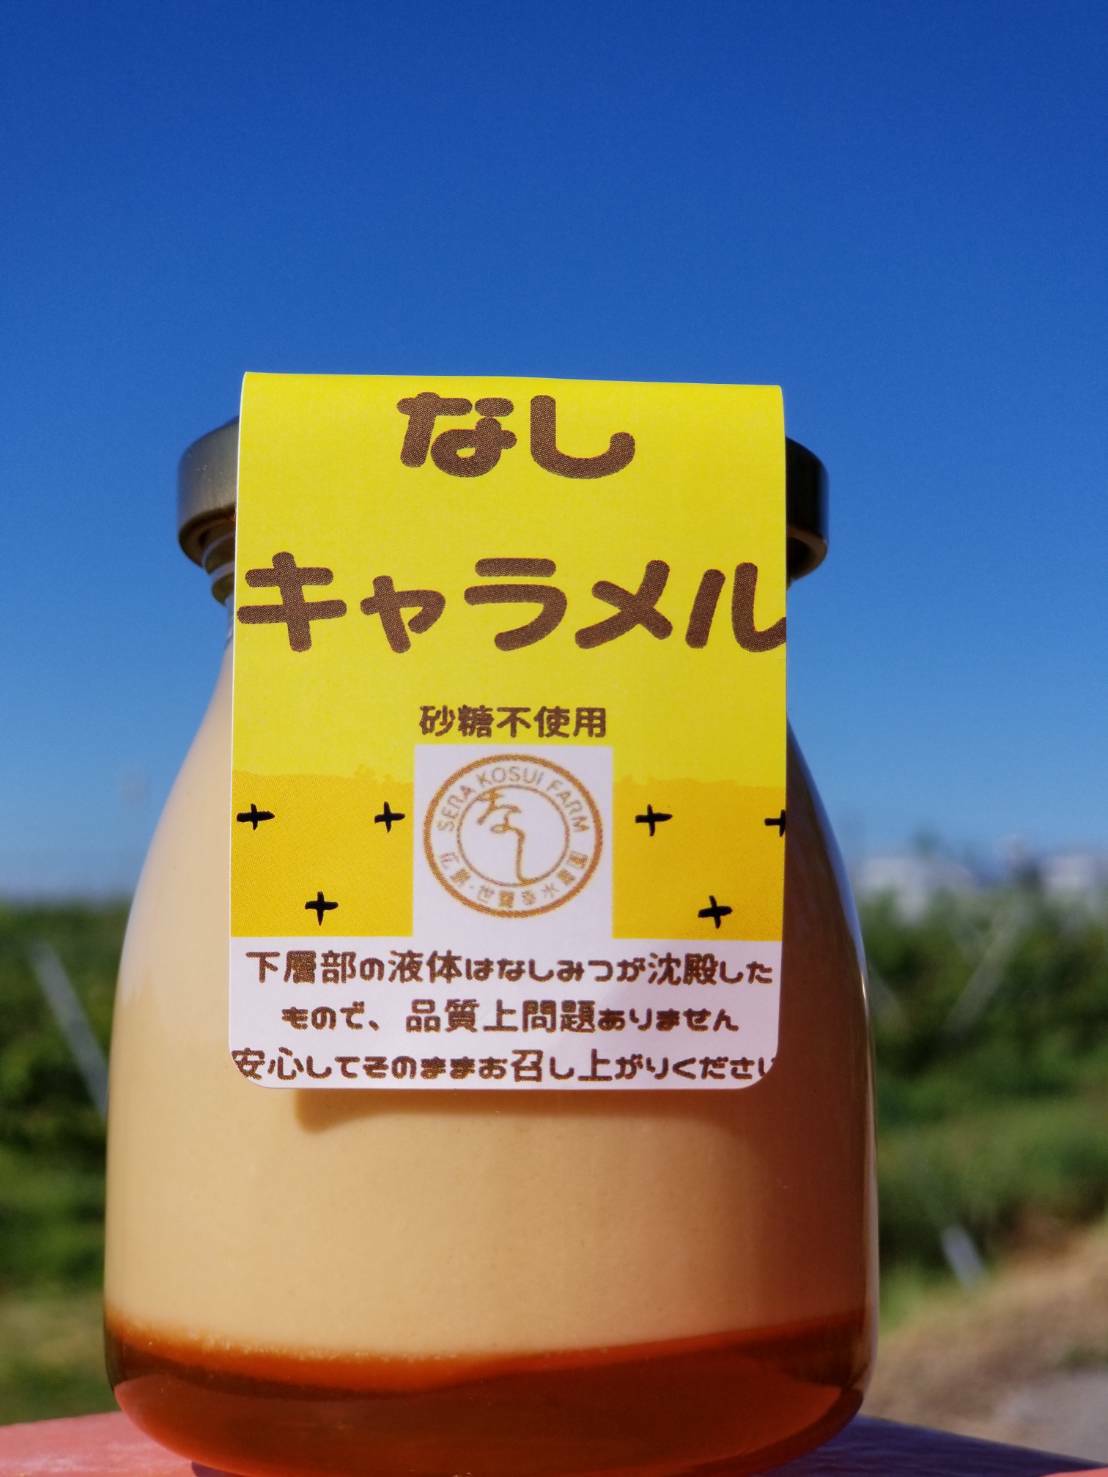 なし
キャラメル
砂糖不使用
SERA KOSUI FARM
なし
下層部の液体はなしみつが沈殿した
もので、品質上問題ありません
安心してそのままお召し上がりください